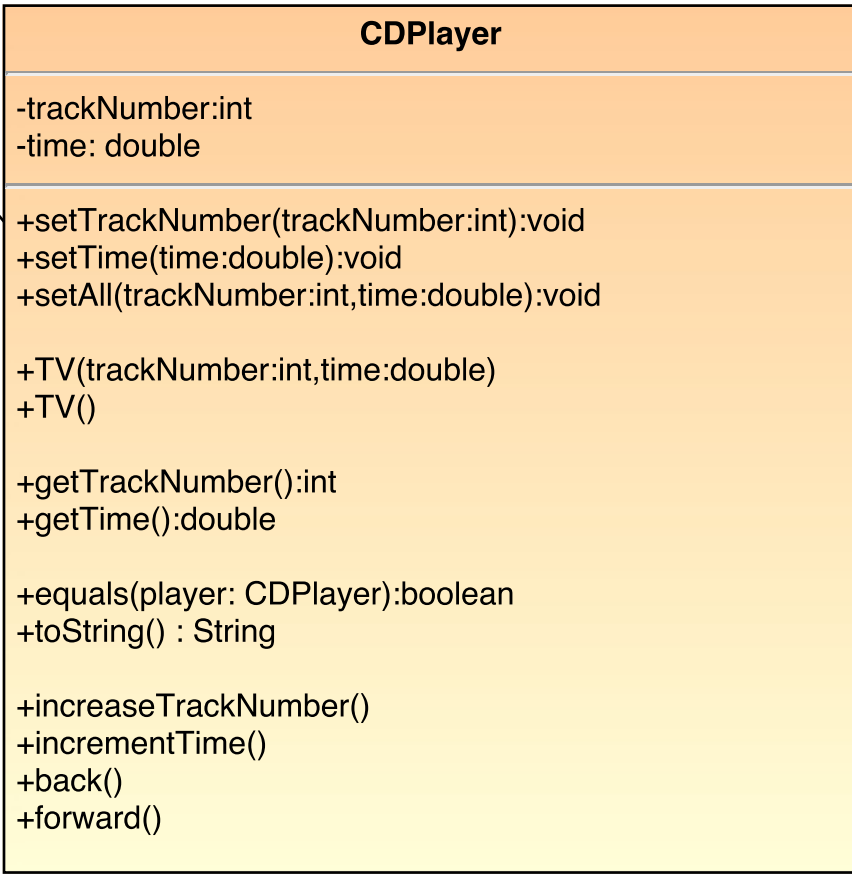 CDPlayer
-trackNumber:int
-time: double
+setTrackNumber(trackNumber:int):void
+setTime(time:double):void
+setAll(trackNumber:int,time:double):void
+TV(trackNumber:int,time:double)
+TV()
+getTrackNumber():int
+getTime():double
+equals(player: CDPlayer):boolean
+toString() : String
+increaseTrackNumber()
+incrementTime()
+back()
+forward()